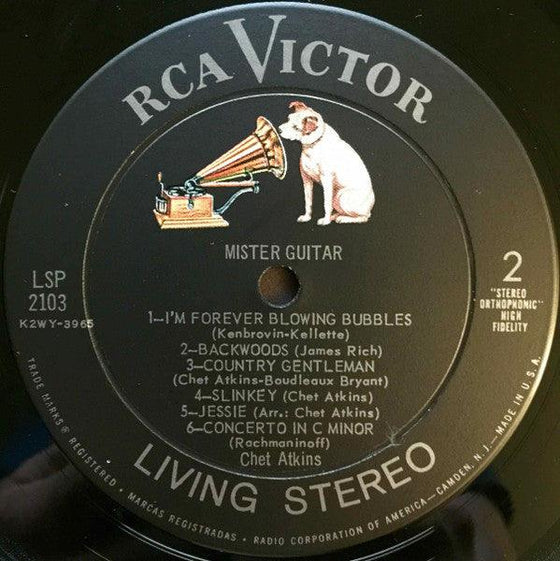 RCA VICTOR
MISTER GUITAR
LSP
2103
K2WY-3965
2
"STEREO
ORTHOPHONIC"
HIGH
FIDELITY
1—I'M FOREVER BLOWING BUBBLES
(Kenbrovin-Kellette)
2—BACKWOODS (James Rich)
3—COUNTRY GENTLEMAN
(Chet Atkins-Boudleaux Bryant)
4—SLINKEY (Chet Atkins)
5—JESSIE (Arr.: Chet Atkins)
6—CONCERTO IN C MINOR
(Rachmaninoff)
Chet Atkins
LIVING STEREO
TRADE MARKS ® REGISTERED • MARCAS REGISTRADAS • RADIO CORPORATION OF AMERICA—CAMDEN, N.J.—MADE IN U.S.A.